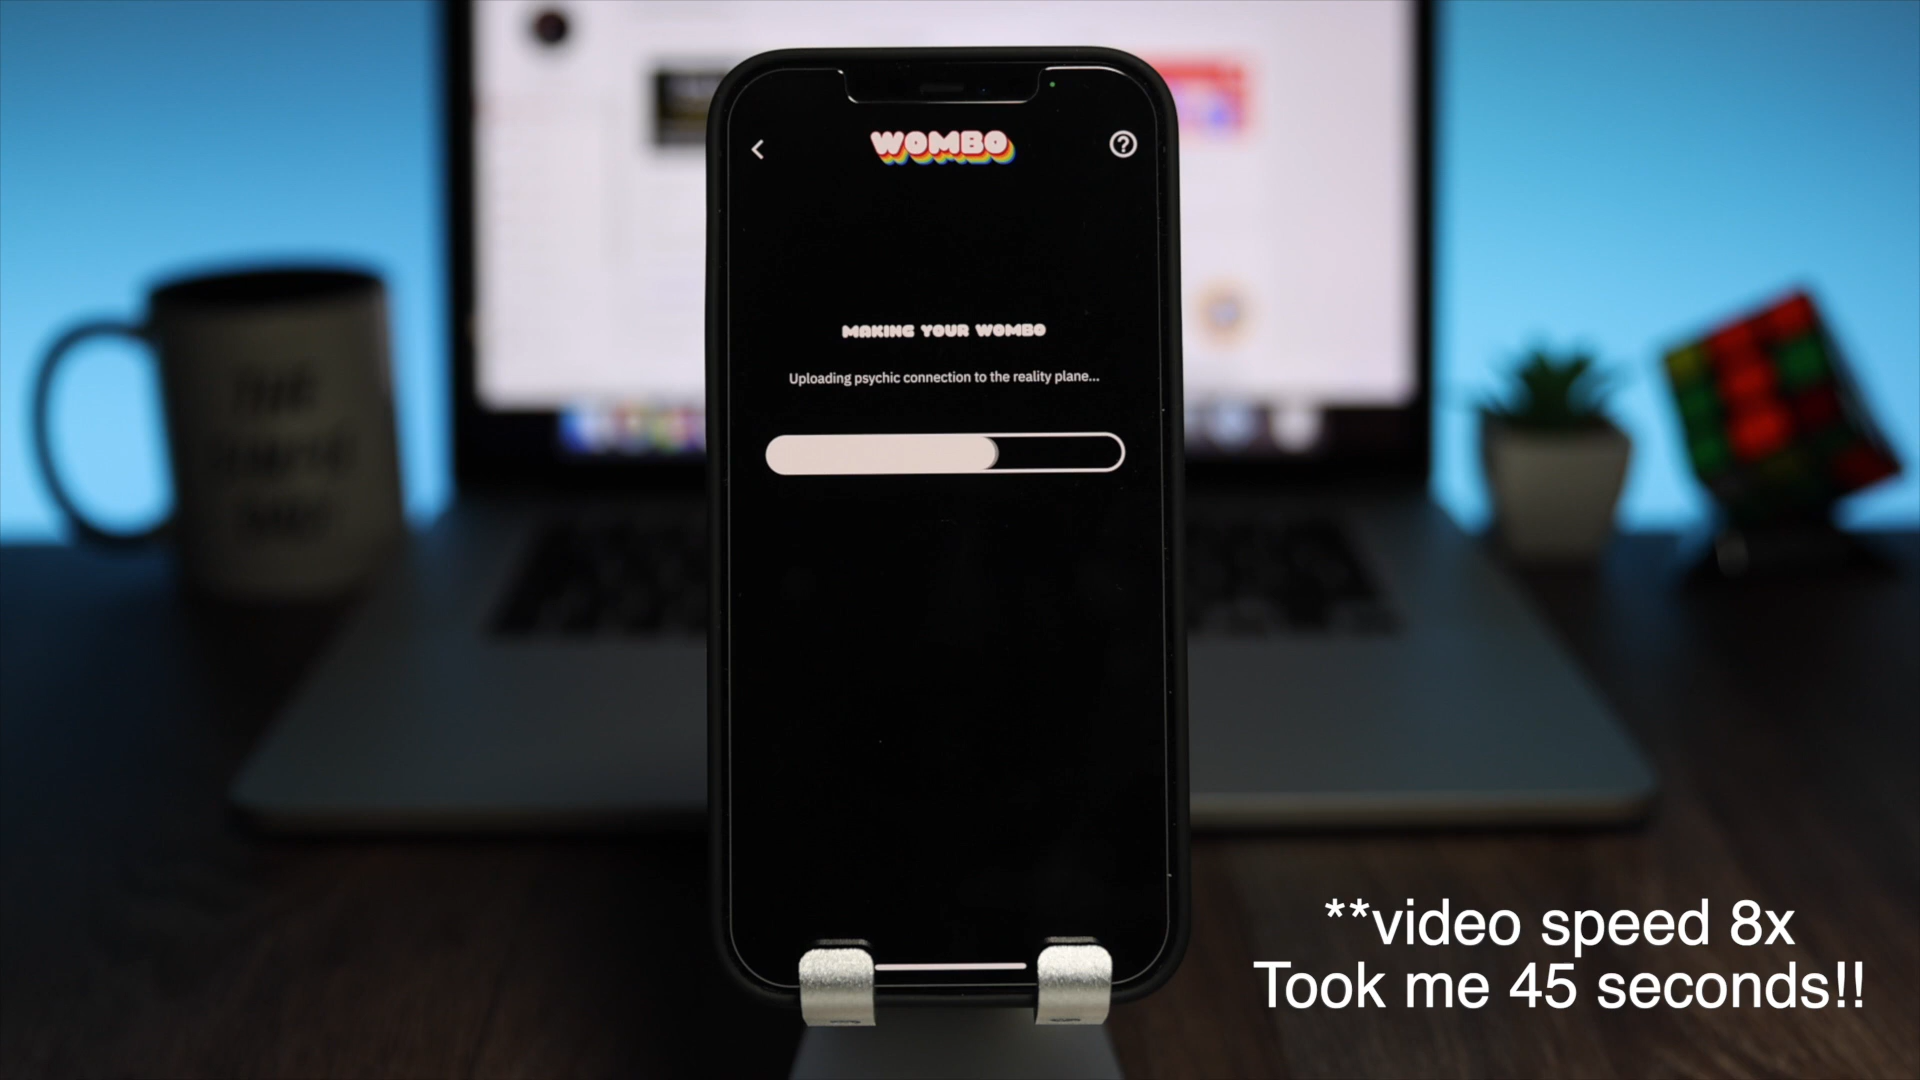 WOMBO
MAKING YOUR WOMBO
Uploading psychic connection to the reality plane...
**video speed 8x
Took me 45 seconds!!